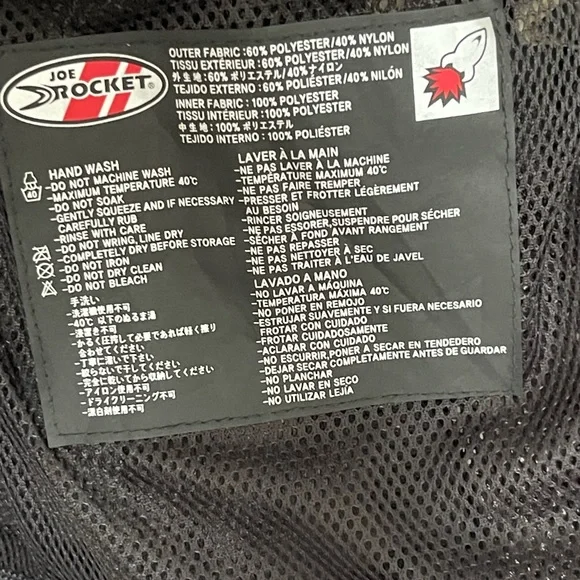 JOE
ROCKET
OUTER FABRIC : 60% POLYESTER/40% NYLON
TISSU EXTÉRIEUR : 60% POLYESTER/40% NYLON
外生地 : 60% ポリエステル/40%ナイロン
TEJIDO EXTERNO : 60% POLIÉSTER/40% NILÓN
INNER FABRIC : 100% POLYESTER
TISSU INTÉRIEUR : 100% POLYESTER
中生地 : 100% ポリエステル
TEJIDO INTERNO : 100% POLIÉSTER
40
HAND WASH
-DO NOT MACHINE WASH
-MAXIMUM TEMPERATURE 40℃
-DO NOT SOAK
-GENTLY SQUEEZE AND IF NECESSARY
CAREFULLY RUB
-RINSE WITH CARE
-DO NOT WRING, LINE DRY
-COMPLETELY DRY BEFORE STORAGE
-DO NOT IRON
-DO NOT DRY CLEAN
-DO NOT BLEACH
手洗い
-洗濯機使用不可
-40℃ 以下のぬるま湯
-浸置き不可
-かるく圧搾して必要であれば軽く擦り
合わせてください
-丁寧に濯いで下さい
-絞らないで干してください
-完全に乾いてから収納してください
-アイロン使用不可
-ドライクリーニング不可
-漂白剤使用不可
LAVER À LA MAIN
-NE PAS LAVER À LA MACHINE
-TEMPÉRATURE MAXIMUM 40℃
-NE PAS FAIRE TREMPER
-PRESSER ET FROTTER LÉGÈREMENT
AU BESOIN
-RINCER SOIGNEUSEMENT
-NE PAS ESSORER, SUSPENDRE POUR SÉCHER
-SÉCHER À FOND AVANT RANGEMENT
-NE PAS REPASSER
-NE PAS NETTOYER À SEC
-NE PAS TRAITER À L'EAU DE JAVEL
LAVADO A MANO
-NO LAVAR A MÁQUINA
-TEMPERATURA MÁXIMA 40℃
-NO PONER EN REMOJO
-ESTRUJAR SUAVEMENTE Y SI FUERA NECESARIO
FROTAR CON CUIDADO
-FROTAR CUIDADOSAMENTE
-ACLARAR CON CUIDADO
-NO ESCURRIR, PONER A SECAR EN TENDEDERO
-DEJAR SECAR COMPLETAMENTE ANTES DE GUARDAR
-NO PLANCHAR
-NO LAVAR EN SECO
-NO UTILIZAR LEJÍA